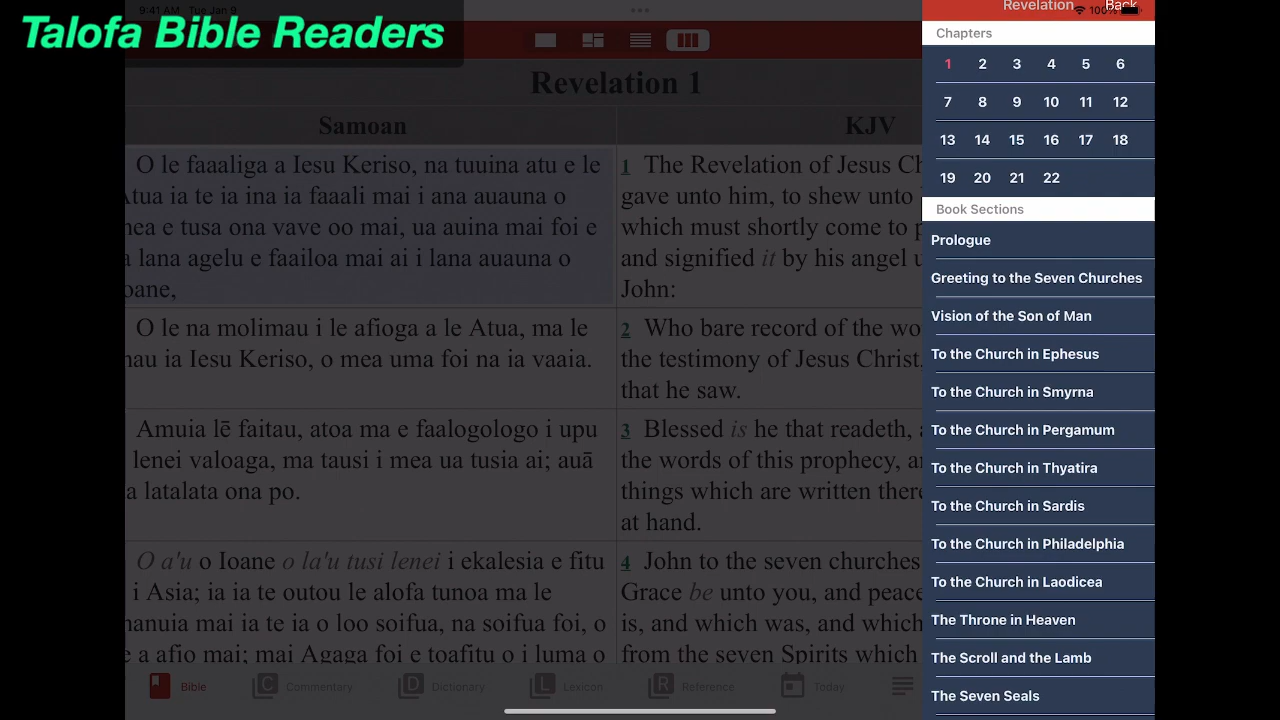 9:41 AM Tue Jan 9
Talofa Bible Readers
Revelation 1
Samoan
O le faaaliga a Iesu Keriso, na tuuina atu e le
Atua ia te ia ina ia faaali mai i ana auauna o
mea e tusa ona vave oo mai, ua auina mai foi e
a lana agelu e faailoa mai ai i lana auauna o
oane,
O le na molimau i le afioga a le Atua, ma le
mau ia Iesu Keriso, o mea uma foi na ia vaaia.
Amuia lē faitau, atoa ma e faalogologo i upu
lenei valoaga, ma tausi i mea ua tusia ai; auā
a latalata ona po.
O a'u o Ioane o la'u tusi lenei i ekalesia e fitu
i Asia; ia ia te outou le alofa tunoa ma le
manuia mai ia te ia o loo soifua, na soifua foi, o
e a afio mai; mai Agaga foi e toafitu o i luma o
KJV
1 The Revelation of Jesus Ch
gave unto him, to shew unto
which must shortly come to p
and signified it by his angel u
John:
2 Who bare record of the wo
the testimony of Jesus Christ,
that he saw.
3 Blessed is he that readeth, a
the words of this prophecy, an
things which are written there
at hand.
4 John to the seven churches
Grace be unto you, and peace
is, and which was, and which
from the seven Spirits which
Bible
C Commentary
D Dictionary
L Lexicon
R Reference
Today
Revelation
Back
100%
Chapters
1 2 3 4 5 6
7 8 9 10 11 12
13 14 15 16 17 18
19 20 21 22
Book Sections
Prologue
Greeting to the Seven Churches
Vision of the Son of Man
To the Church in Ephesus
To the Church in Smyrna
To the Church in Pergamum
To the Church in Thyatira
To the Church in Sardis
To the Church in Philadelphia
To the Church in Laodicea
The Throne in Heaven
The Scroll and the Lamb
The Seven Seals